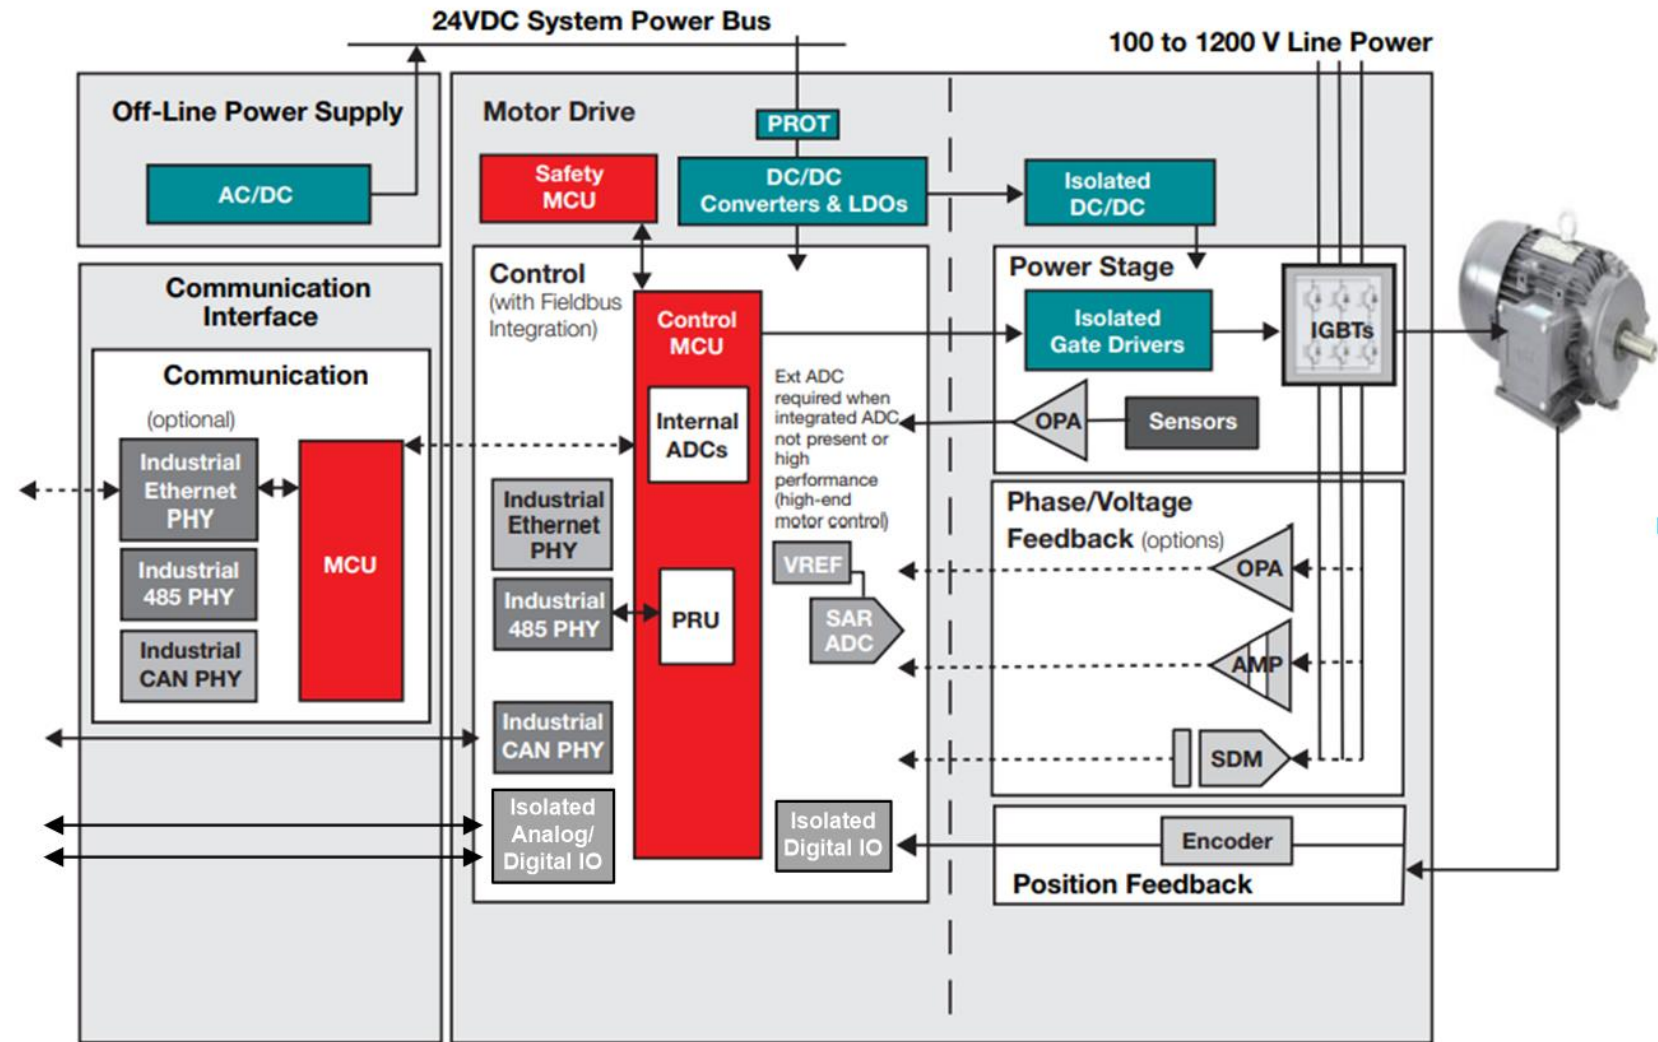 24VDC System Power Bus
100 to 1200 V Line Power
Off-Line Power Supply
AC/DC
Motor Drive
PROT
Safety
MCU
DC/DC
Converters & LDOs
Isolated
DC/DC
Communication
Interface
Communication
(optional)
Industrial
Ethernet
PHY
Industrial
485 PHY
Industrial
CAN PHY
MCU
Control
(with Fieldbus
Integration)
Control
MCU
Internal
ADCs
PRU
Industrial
Ethernet
PHY
Industrial
485 PHY
Industrial
CAN PHY
Isolated
Analog/
Digital IO
Ext ADC
required when
integrated ADC
not present or
high
performance
(high-end
motor control)
VREF
SAR
ADC
Isolated
Digital IO
Power Stage
Isolated
Gate Drivers
IGBTs
OPA
Sensors
Phase/Voltage
Feedback (options)
OPA
AMP
SDM
Encoder
Position Feedback